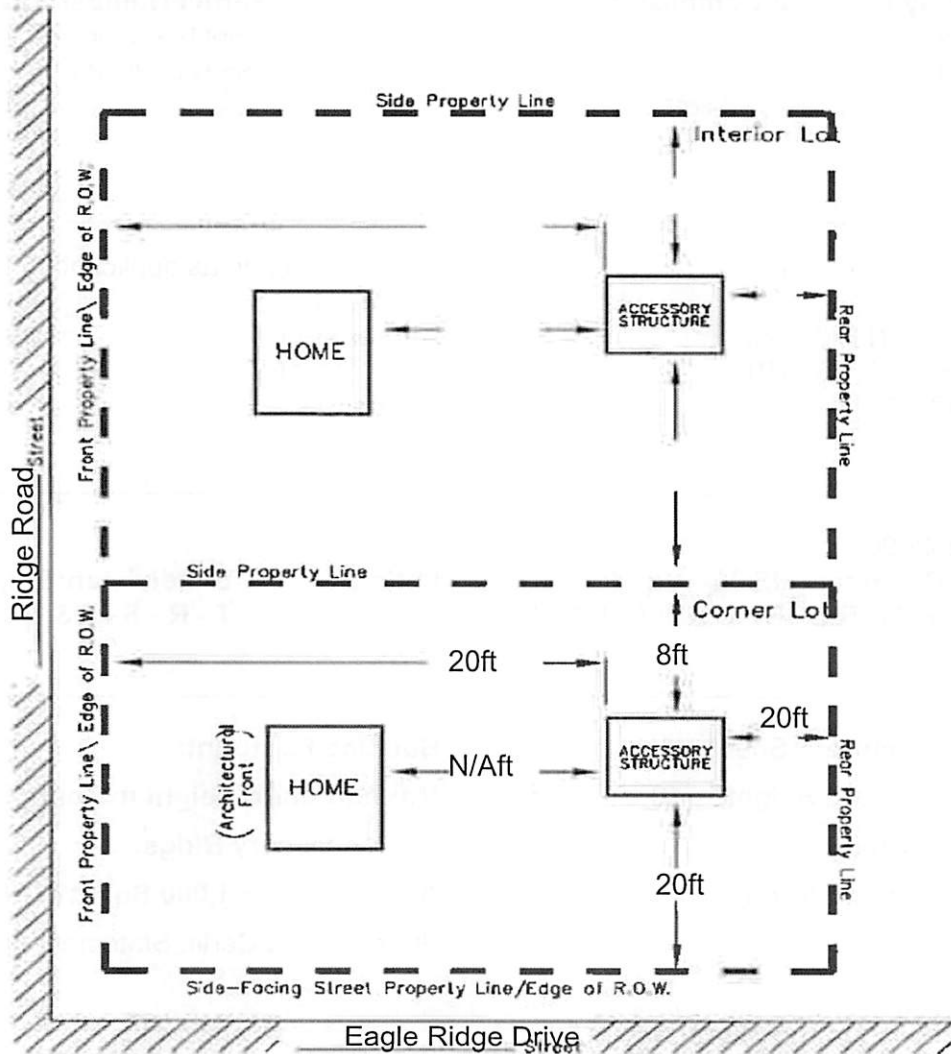 Side Property Line
Interior Lot
Front Property Line\ Edge of R.O.W.
HOME
ACCESSORY
STRUCTURE
Rear Property Line
Ridge Road
Street
Side Property Line
Corner Lot
Front Property Line\ Edge of R.O.W.
20ft
8ft
20ft
(Architectural
Front)
HOME
N/Aft
ACCESSORY
STRUCTURE
Rear Property Line
20ft
Side-Facing Street Property Line/Edge of R.O.W.
Eagle Ridge Drive
Street